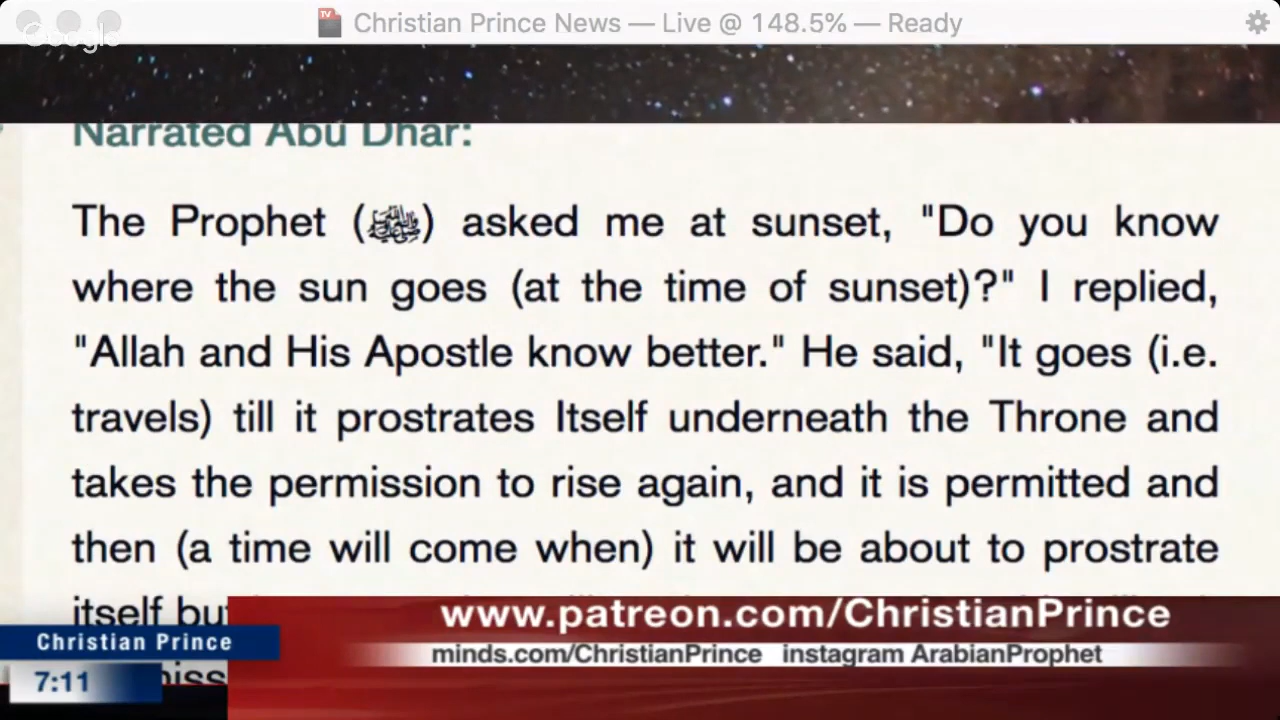 Christian Prince News — Live @ 148.5% — Ready
Google
Narrated Abu Dhar:
The Prophet (ﷺ) asked me at sunset, "Do you know
where the sun goes (at the time of sunset)?" I replied,
"Allah and His Apostle know better." He said, "It goes (i.e.
travels) till it prostrates Itself underneath the Throne and
takes the permission to rise again, and it is permitted and
then (a time will come when) it will be about to prostrate
itself but
www.patreon.com/ChristianPrince
Christian Prince
minds.com/ChristianPrince instagram ArabianProphet
7:11